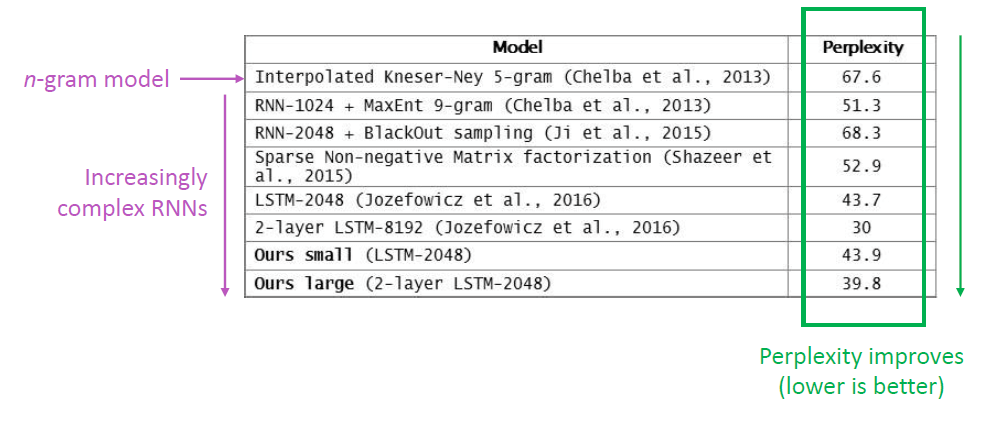 Model Perplexity
n-gram model Interpolated Kneser-Ney 5-gram (Chelba et al., 2013) 67.6
RNN-1024 + MaxEnt 9-gram (Chelba et al., 2013) 51.3
RNN-2048 + BlackOut sampling (Ji et al., 2015) 68.3
Sparse Non-negative Matrix factorization (Shazeer et
al., 2015) 52.9
Increasingly
complex RNNs
LSTM-2048 (Jozefowicz et al., 2016) 43.7
2-layer LSTM-8192 (Jozefowicz et al., 2016) 30
Ours small (LSTM-2048) 43.9
Ours large (2-layer LSTM-2048) 39.8
Perplexity improves
(lower is better)